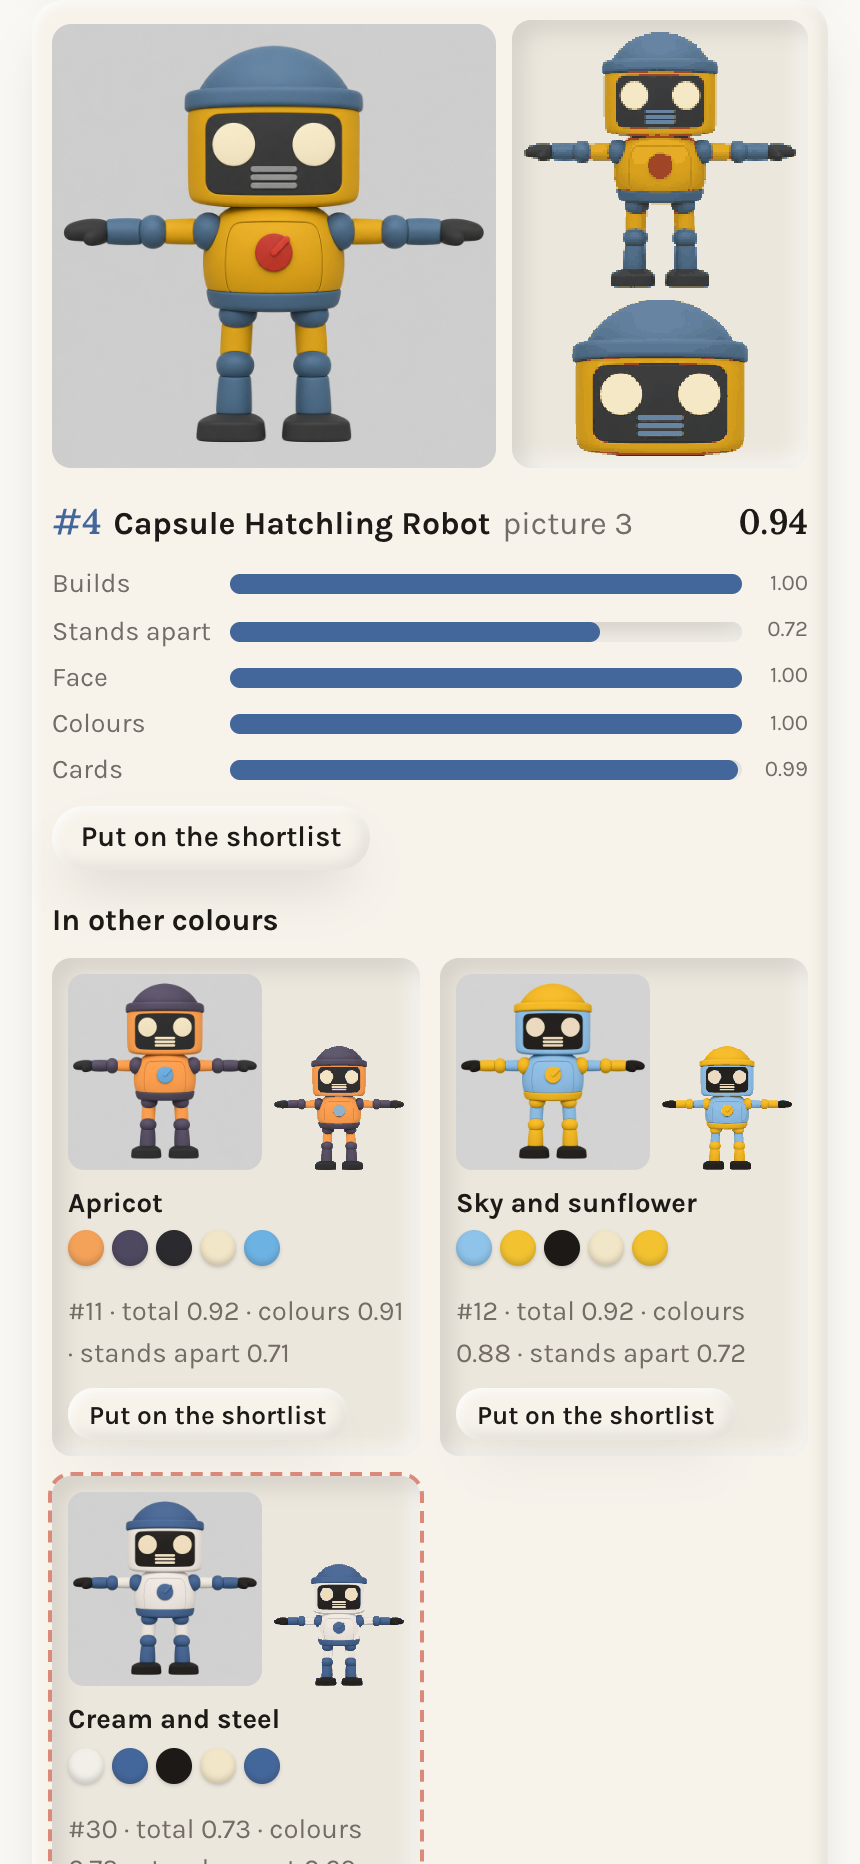 #4 Capsule Hatchling Robot picture 3 0.94
Builds 1.00
Stands apart 0.72
Face 1.00
Colours 1.00
Cards 0.99
Put on the shortlist
In other colours
Apricot
#11 · total 0.92 · colours 0.91
· stands apart 0.71
Put on the shortlist
Sky and sunflower
#12 · total 0.92 · colours
0.88 · stands apart 0.72
Put on the shortlist
Cream and steel
#30 · total 0.73 · colours